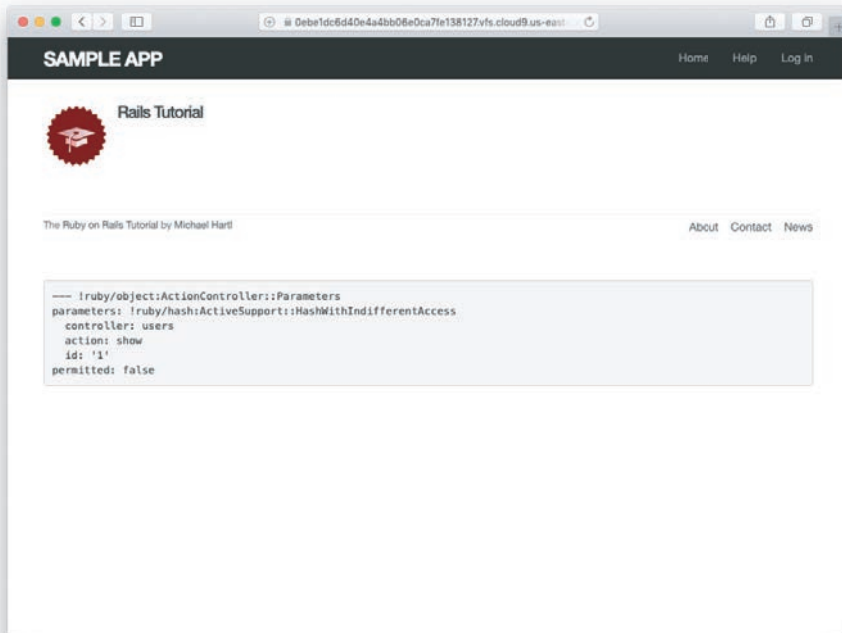 0ebe1dc6d40e4a4bb06e0ca7fe138127.vfs.cloud9.us-east
SAMPLE APP
Home Help Log in
Rails Tutorial
The Ruby on Rails Tutorial by Michael Hartl
About Contact News
--- !ruby/object:ActionController::Parameters
parameters: !ruby/hash:ActiveSupport::HashWithIndifferentAccess
  controller: users
  action: show
  id: '1'
permitted: false